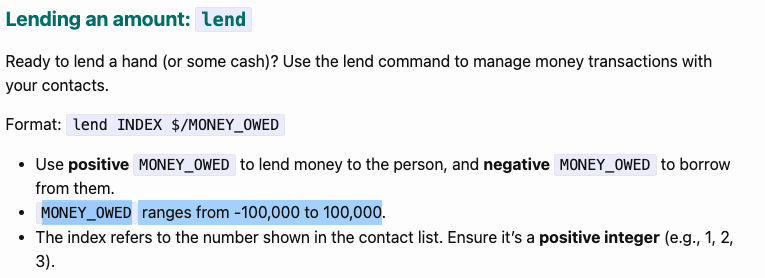 Lending an amount: lend
Ready to lend a hand (or some cash)? Use the lend command to manage money transactions with
your contacts.
Format: lend INDEX $/MONEY_OWED
• Use positive MONEY_OWED to lend money to the person, and negative MONEY_OWED to borrow
from them.
• MONEY_OWED ranges from -100,000 to 100,000.
• The index refers to the number shown in the contact list. Ensure it’s a positive integer (e.g., 1, 2,
3).